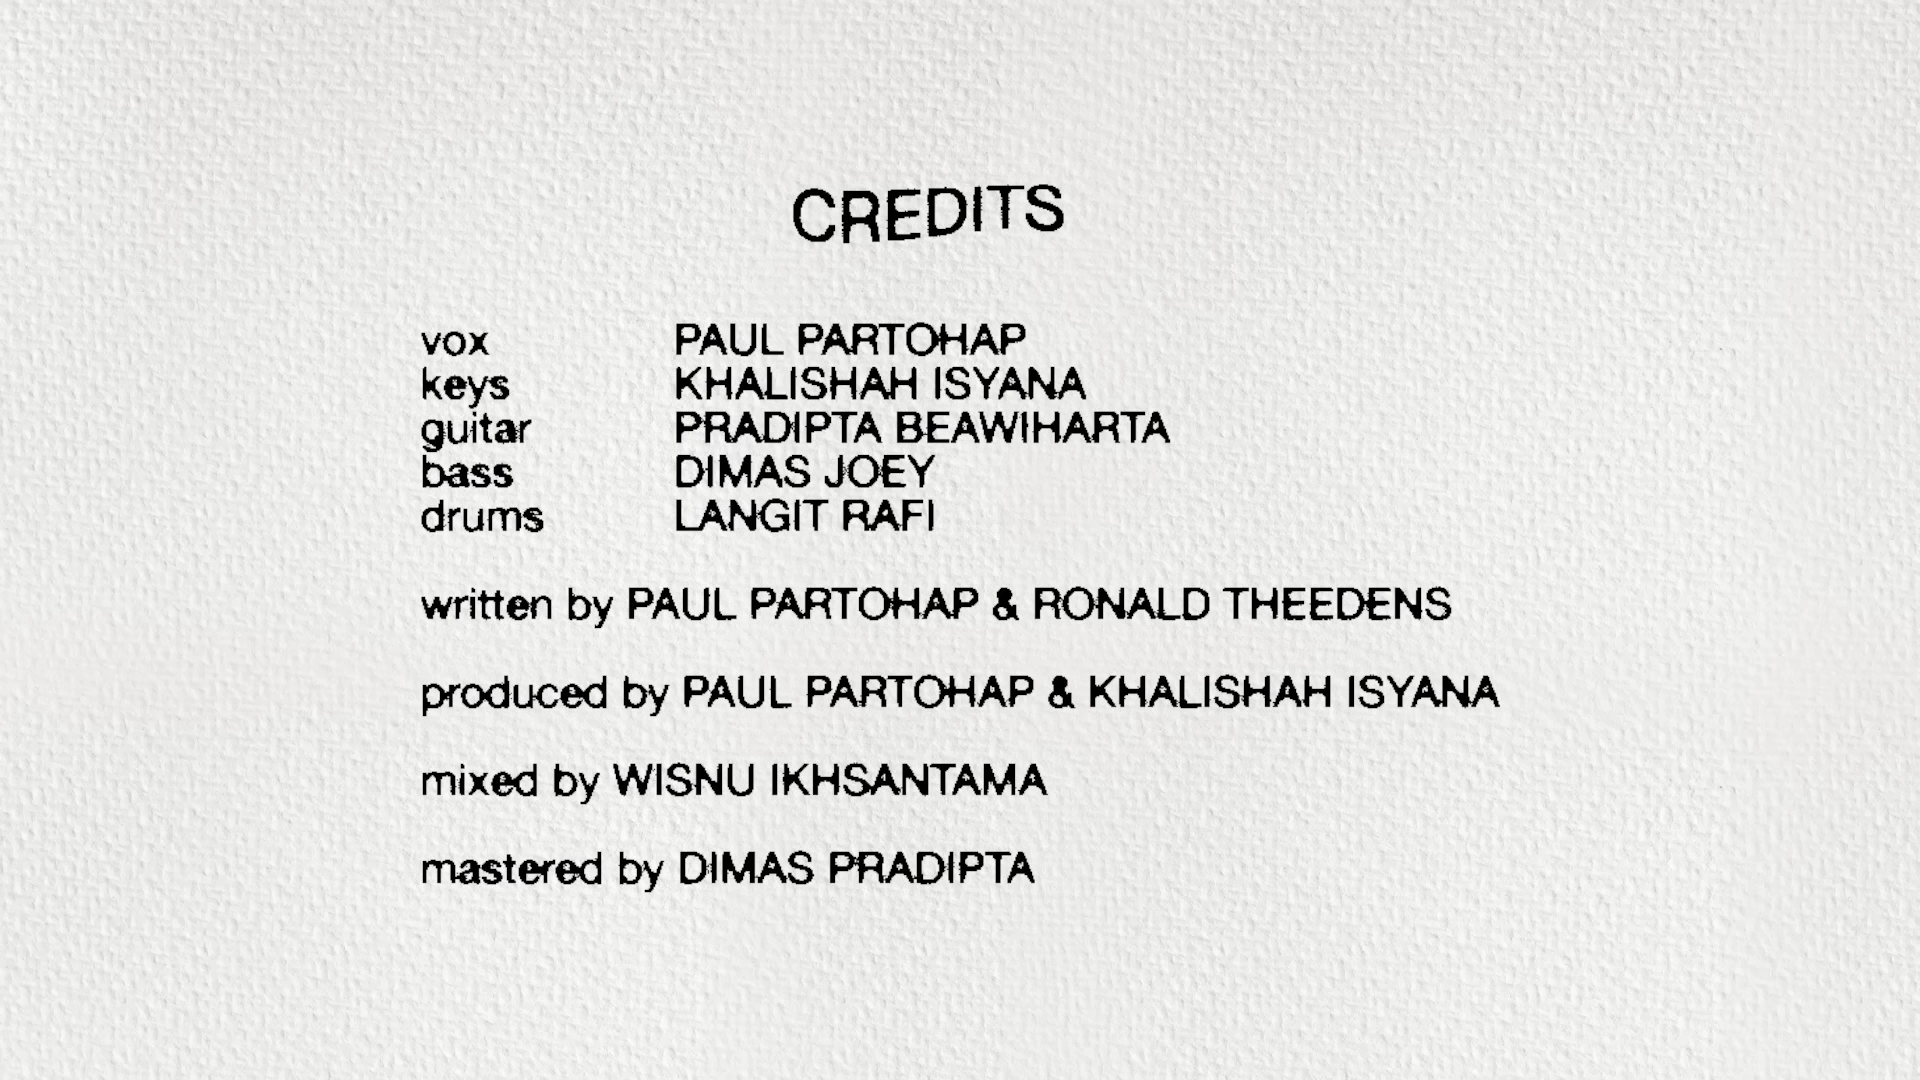 CREDITS
vox PAUL PARTOHAP
keys KHALISHAH ISYANA
guitar PRADIPTA BEAWIHARTA
bass DIMAS JOEY
drums LANGIT RAFI
written by PAUL PARTOHAP & RONALD THEEDENS
produced by PAUL PARTOHAP & KHALISHAH ISYANA
mixed by WISNU IKHSANTAMA
mastered by DIMAS PRADIPTA